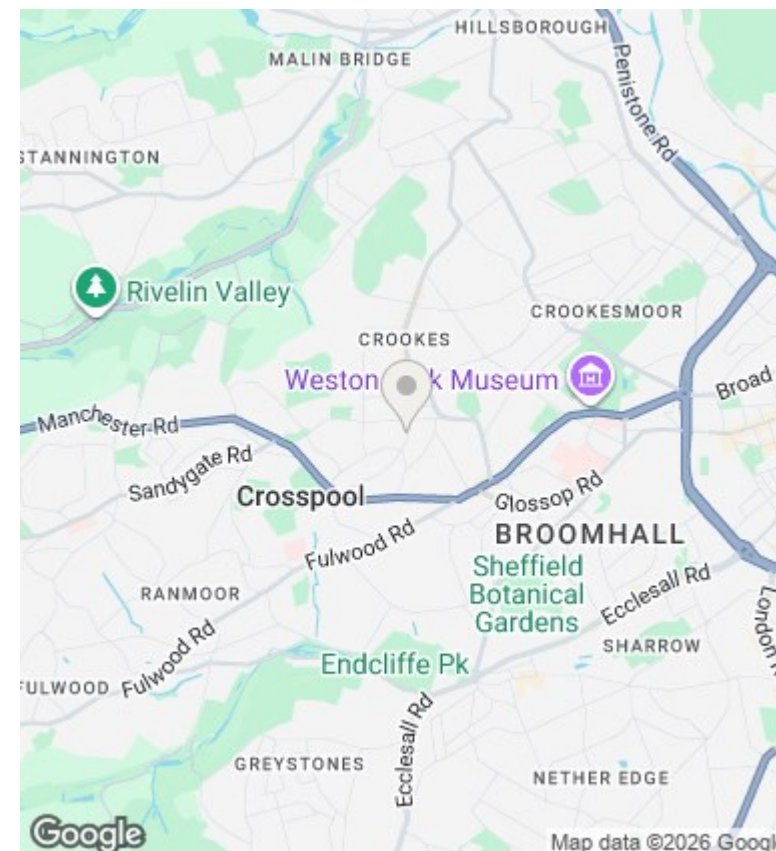 HILLSBOROUGH
MALIN BRIDGE
Penistone Rd
STANNINGTON
Rivelin Valley
CROOKESMOOR
CROOKES
Weston
k Museum
Broad
Manchester Rd
Sandygate Rd
Crosspool
Glossop Rd
Fulwood Rd
BROOMHALL
Sheffield
Botanical
Gardens
Ecclesall Rd
RANMOOR
SHARROW
London
Fulwood Rd
FULWOOD
Endcliffe Pk
Ecclesall Rd
GREYSTONES
NETHER EDGE
Google
Map data ©2026 Googl